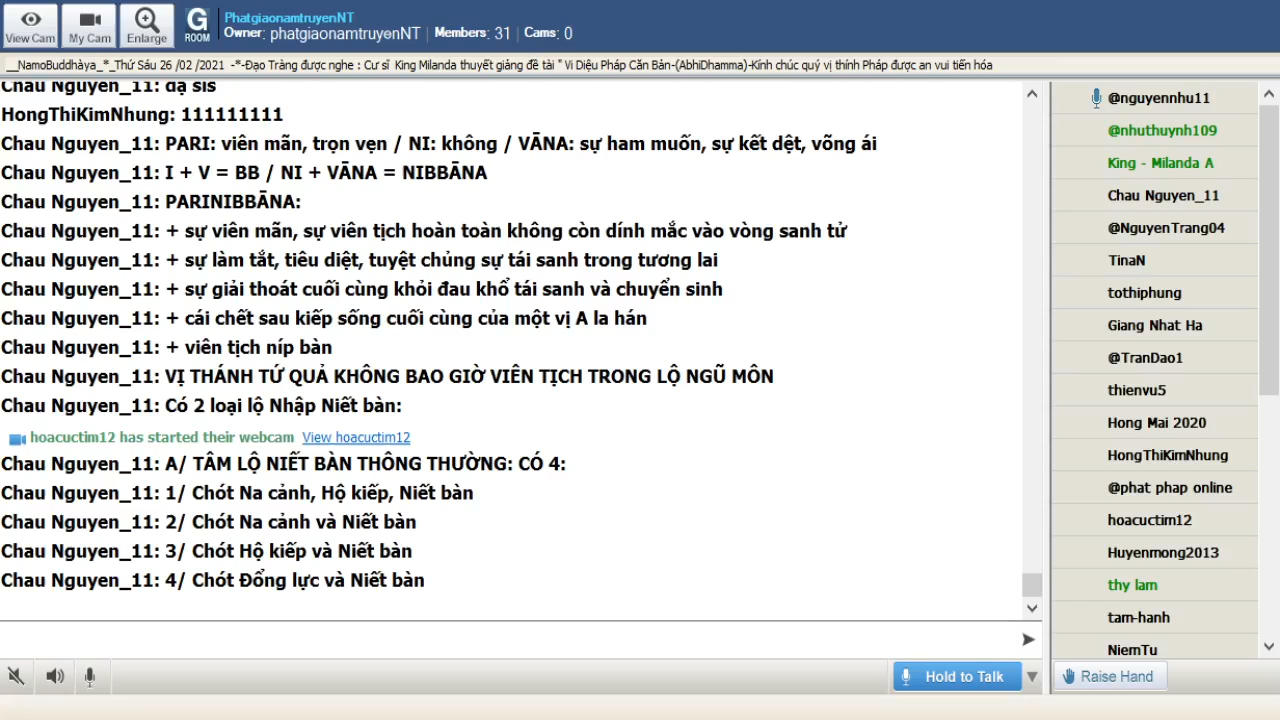 View Cam
My Cam
Enlarge
G
ROOM
PhatgiaonamtruyenNT
Owner: phatgiaonamtruyenNT | Members: 31 | Cams: 0
__NamoBuddhàya_*_Thứ Sáu 26 /02 /2021 -*-Đạo Tràng được nghe : Cư sĩ King Milanda thuyết giảng đề tài " Vi Diệu Pháp Căn Bản-(AbhiDhamma)-Kính chúc quý vị thính Pháp được an vui tiến hóa
Chau Nguyen_11: dạ sis
HongThiKimNhung: 111111111
Chau Nguyen_11: PARI: viên mãn, trọn vẹn / NI: không / VĀNA: sự ham muốn, sự kết dệt, võng ái
Chau Nguyen_11: I + V = BB / NI + VĀNA = NIBBĀNA
Chau Nguyen_11: PARINIBBĀNA:
Chau Nguyen_11: + sự viên mãn, sự viên tịch hoàn toàn không còn dính mắc vào vòng sanh tử
Chau Nguyen_11: + sự làm tắt, tiêu diệt, tuyệt chủng sự tái sanh trong tương lai
Chau Nguyen_11: + sự giải thoát cuối cùng khỏi đau khổ tái sanh và chuyển sinh
Chau Nguyen_11: + cái chết sau kiếp sống cuối cùng của một vị A la hán
Chau Nguyen_11: + viên tịch níp bàn
Chau Nguyen_11: VỊ THÁNH TỨ QUẢ KHÔNG BAO GIỜ VIÊN TỊCH TRONG LỘ NGŨ MÔN
Chau Nguyen_11: Có 2 loại lộ Nhập Niết bàn:
hoacuctim12 has started their webcam View hoacuctim12
Chau Nguyen_11: A/ TÂM LỘ NIẾT BÀN THÔNG THƯỜNG: CÓ 4:
Chau Nguyen_11: 1/ Chót Na cảnh, Hộ kiếp, Niết bàn
Chau Nguyen_11: 2/ Chót Na cảnh và Niết bàn
Chau Nguyen_11: 3/ Chót Hộ kiếp và Niết bàn
Chau Nguyen_11: 4/ Chót Đổng lực và Niết bàn
@nguyennhu11
@nhuthuynh109
King - Milanda A
Chau Nguyen_11
@NguyenTrang04
TinaN
tothiphung
Giang Nhat Ha
@TranDao1
thienvu5
Hong Mai 2020
HongThiKimNhung
@phat phap online
hoacuctim12
Huyenmong2013
thy lam
tam-hanh
NiemTu
Hold to Talk
Raise Hand